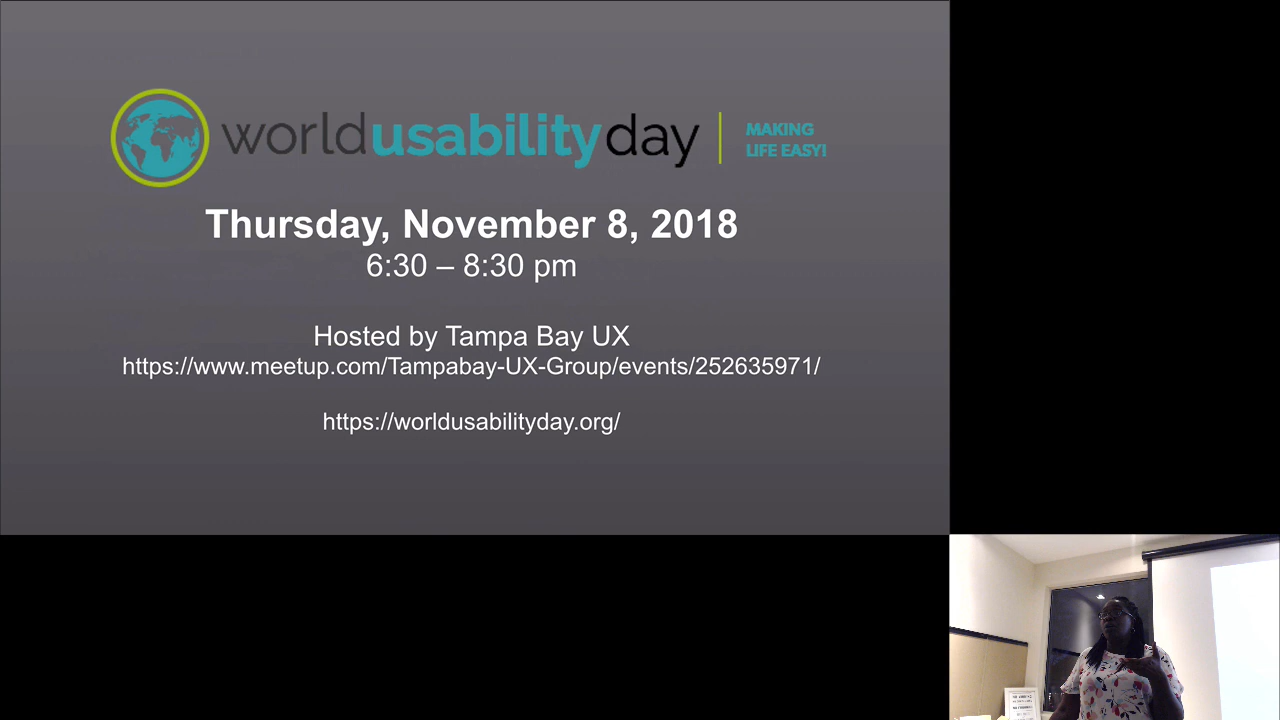 worldusabilityday
MAKING
LIFE EASY!
Thursday, November 8, 2018
6:30 – 8:30 pm
Hosted by Tampa Bay UX
https://www.meetup.com/Tampabay-UX-Group/events/252635971/
https://worldusabilityday.org/